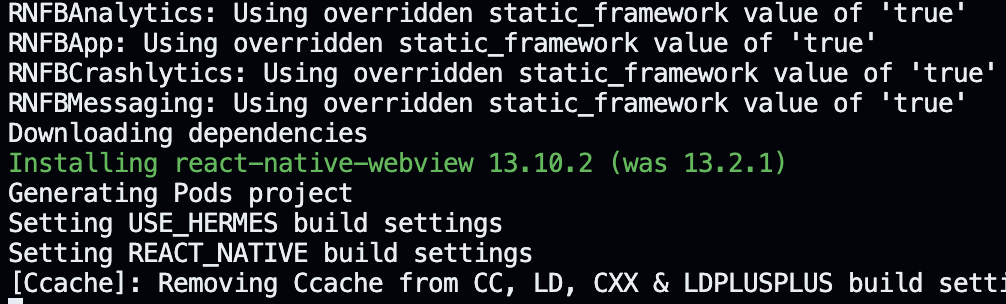 RNFBAnalytics: Using overridden static_framework value of 'true'
RNFBApp: Using overridden static_framework value of 'true'
RNFBCrashlytics: Using overridden static_framework value of 'true'
RNFBMessaging: Using overridden static_framework value of 'true'
Downloading dependencies
Installing react-native-webview 13.10.2 (was 13.2.1)
Generating Pods project
Setting USE_HERMES build settings
Setting REACT_NATIVE build settings
[Ccache]: Removing Ccache from CC, LD, CXX & LDPLUSPLUS build setti